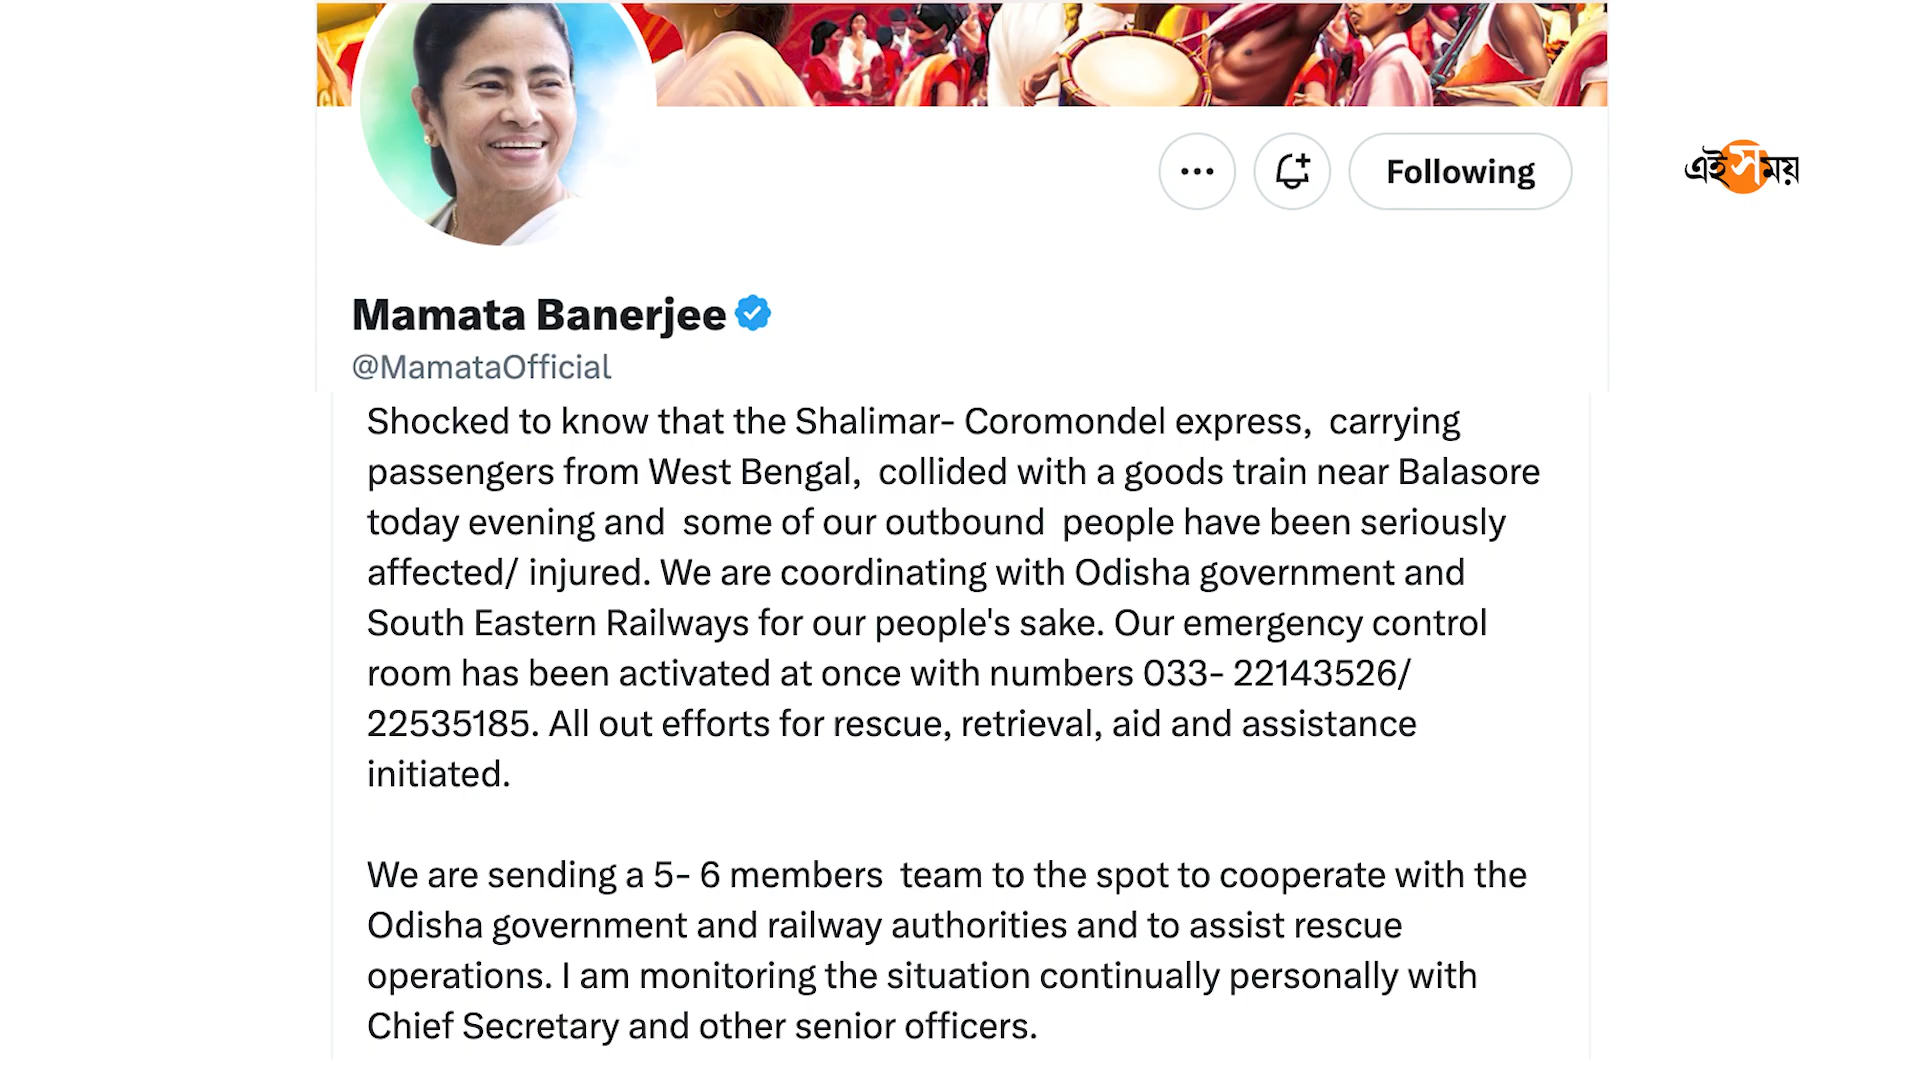 Following
এই সময়
Mamata Banerjee
@MamataOfficial
Shocked to know that the Shalimar- Coromondel express,  carrying
passengers from West Bengal,  collided with a goods train near Balasore
today evening and  some of our outbound  people have been seriously
affected/ injured. We are coordinating with Odisha government and
South Eastern Railways for our people's sake. Our emergency control
room has been activated at once with numbers 033- 22143526/
22535185. All out efforts for rescue, retrieval, aid and assistance
initiated.
We are sending a 5- 6 members  team to the spot to cooperate with the
Odisha government and railway authorities and to assist rescue
operations. I am monitoring the situation continually personally with
Chief Secretary and other senior officers.